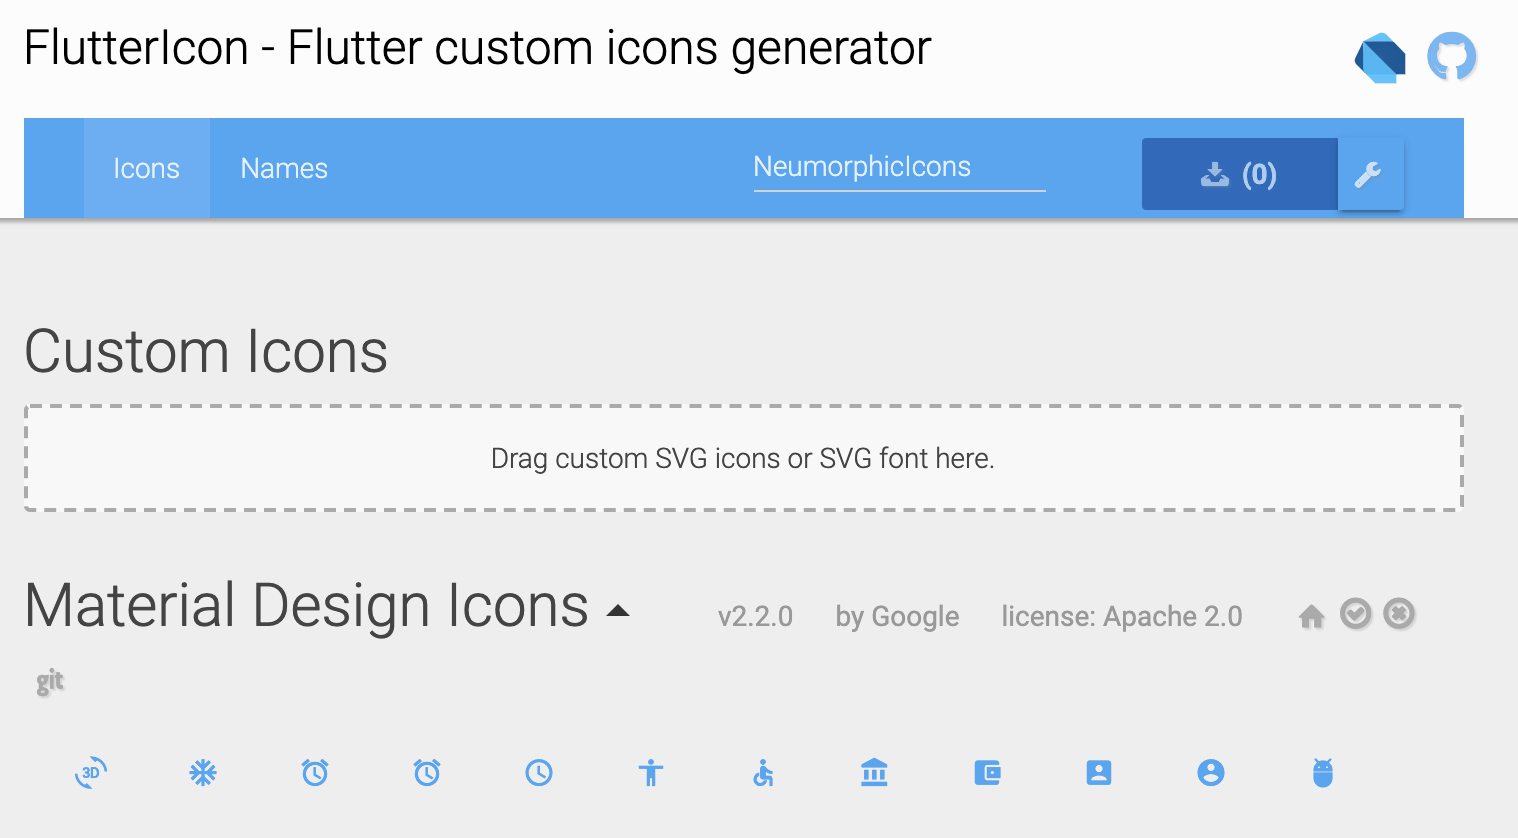 FlutterIcon - Flutter custom icons generator
Icons Names NeumorphicIcons (0)
Custom Icons
Drag custom SVG icons or SVG font here.
Material Design Icons v2.2.0 by Google license: Apache 2.0
git
3D